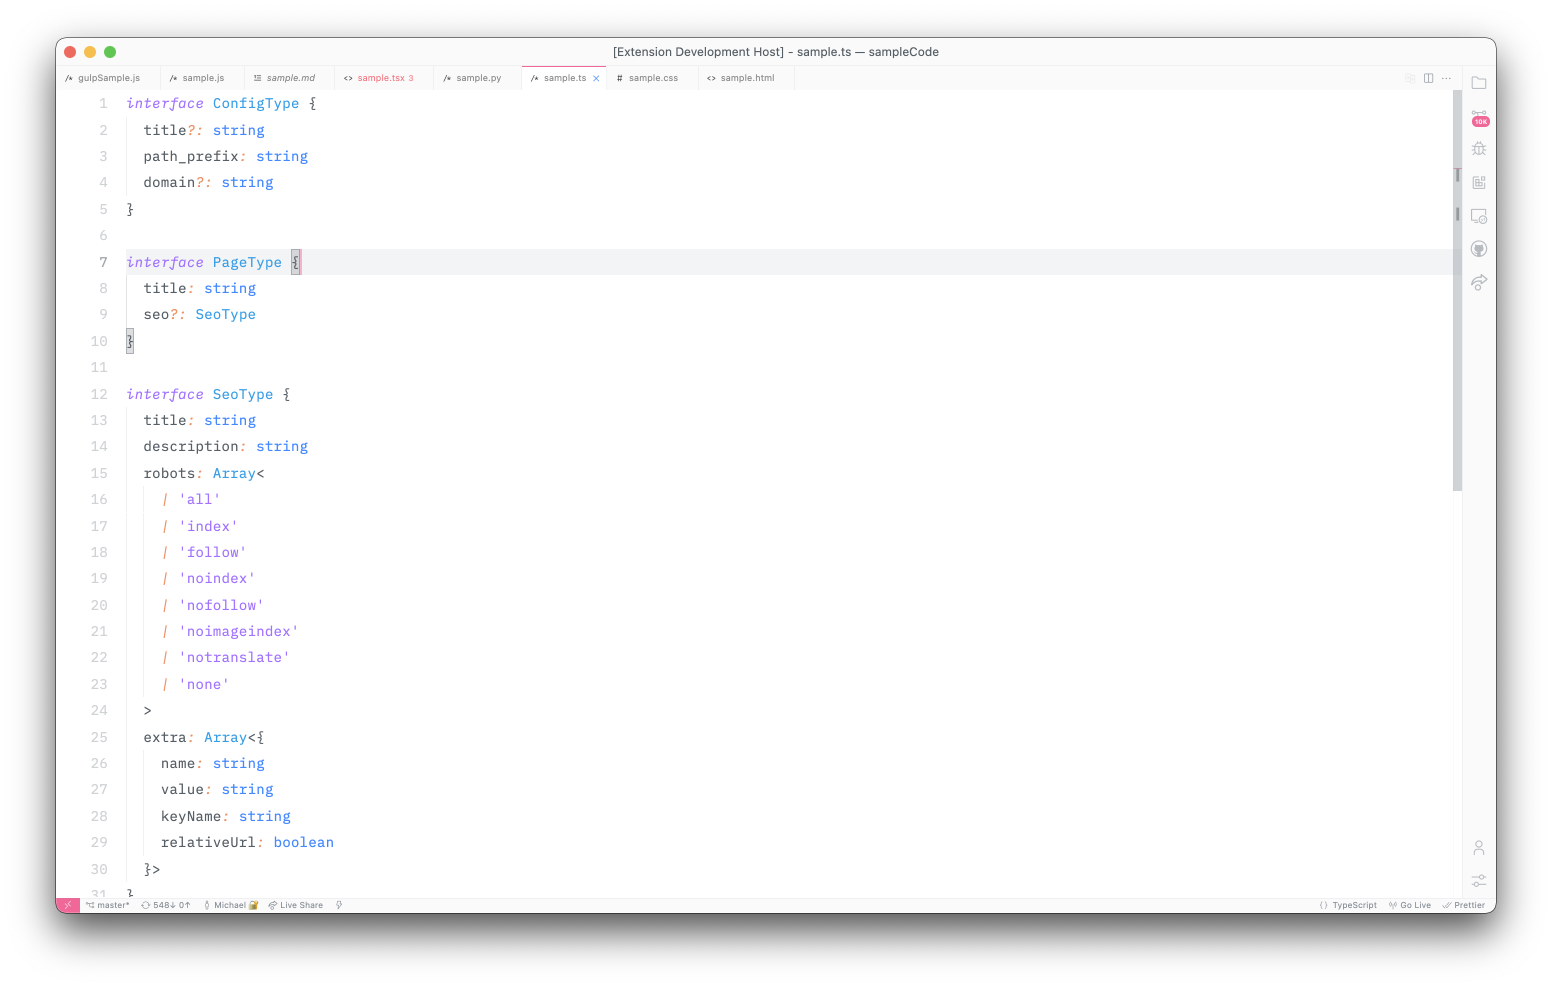 [Extension Development Host] - sample.ts — sampleCode
gulpSample.js sample.js sample.md sample.tsx 3 sample.py sample.ts # sample.css <> sample.html
10K
1 interface ConfigType {
2 title?: string
3 path_prefix: string
4 domain?: string
5 }
6
7 interface PageType {
8 title: string
9 seo?: SeoType
10 }
11
12 interface SeoType {
13 title: string
14 description: string
15 robots: Array<
16 | 'all'
17 | 'index'
18 | 'follow'
19 | 'noindex'
20 | 'nofollow'
21 | 'noimageindex'
22 | 'notranslate'
23 | 'none'
24 >
25 extra: Array<{
26 name: string
27 value: string
28 keyName: string
29 relativeUrl: boolean
30 }>
31 }
master* 548↓ 0↑ Michael Live Share {} TypeScript Go Live Prettier